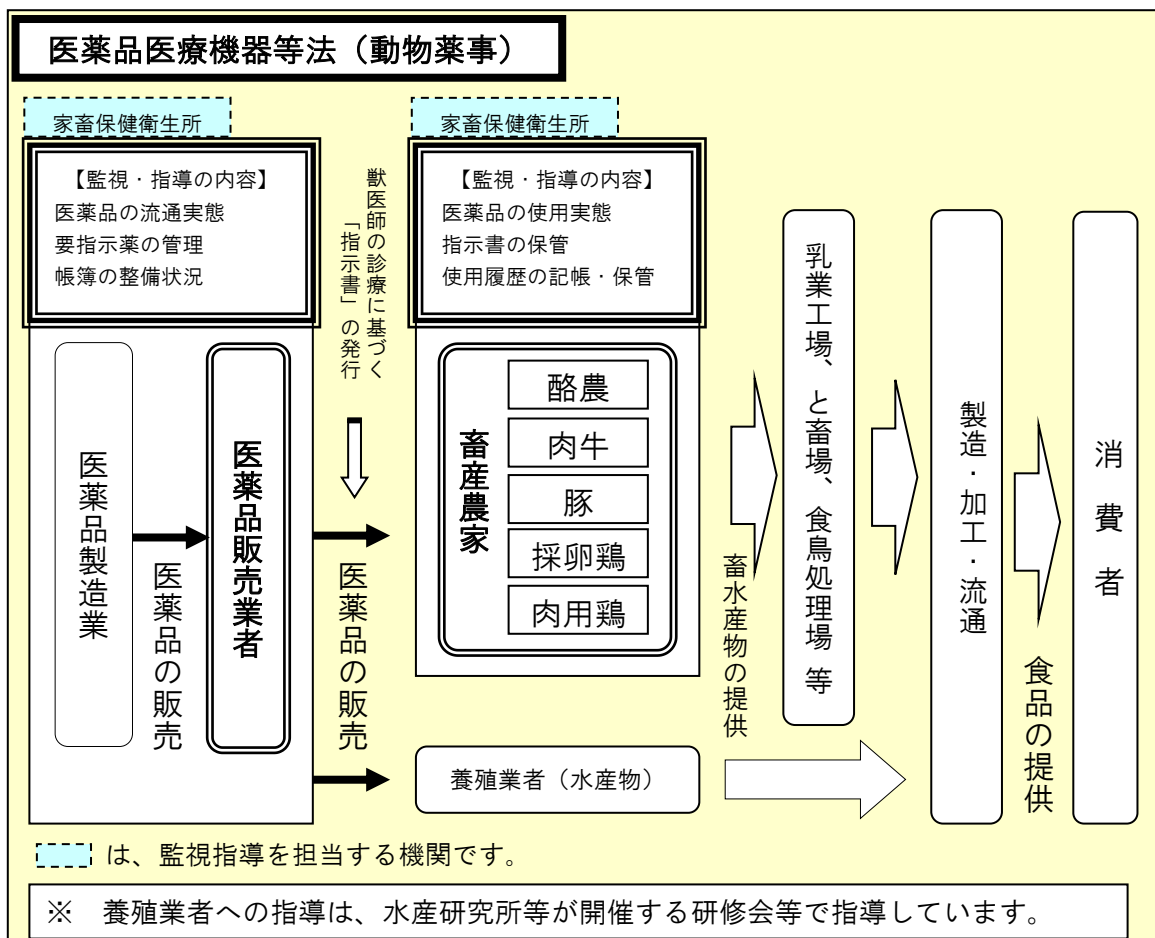 医薬品医療機器等法（動物薬事）
家畜保健衛生所
【監視・指導の内容】
医薬品の流通実態
要指示薬の管理
帳簿の整備状況
獣医師の診療に基づく
「指示書」の発行
家畜保健衛生所
【監視・指導の内容】
医薬品の使用実態
指示書の保管
使用履歴の記帳・保管
医薬品製造業
医薬品の販売
医薬品販売業者
医薬品の販売
畜産農家
酪農
肉牛
豚
採卵鶏
肉用鶏
養殖業者（水産物）
畜水産物の提供
乳業工場、と畜場、食鳥処理場 等
製造・加工・流通
食品の提供
消費者
は、監視指導を担当する機関です。
※　養殖業者への指導は、水産研究所等が開催する研修会等で指導しています。